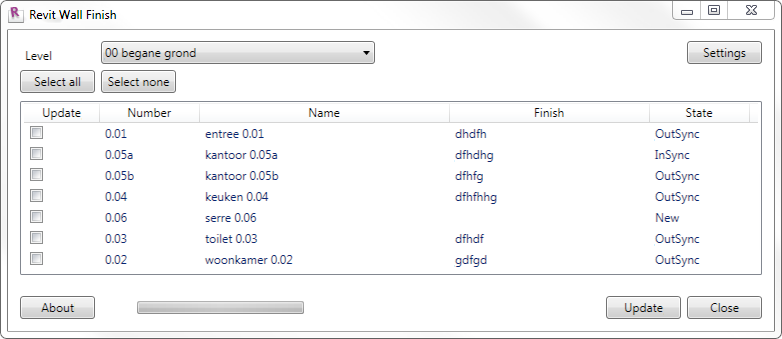 R Revit Wall Finish
Level 00 begane grond Settings
Select all Select none
Update Number Name Finish State
0.01 entree 0.01 dhdfh OutSync
0.05a kantoor 0.05a dfhdhg InSync
0.05b kantoor 0.05b dfhfg OutSync
0.04 keuken 0.04 dfhfhhg OutSync
0.06 serre 0.06 New
0.03 toilet 0.03 dfhdf OutSync
0.02 woonkamer 0.02 gdfgd OutSync
About Update Close